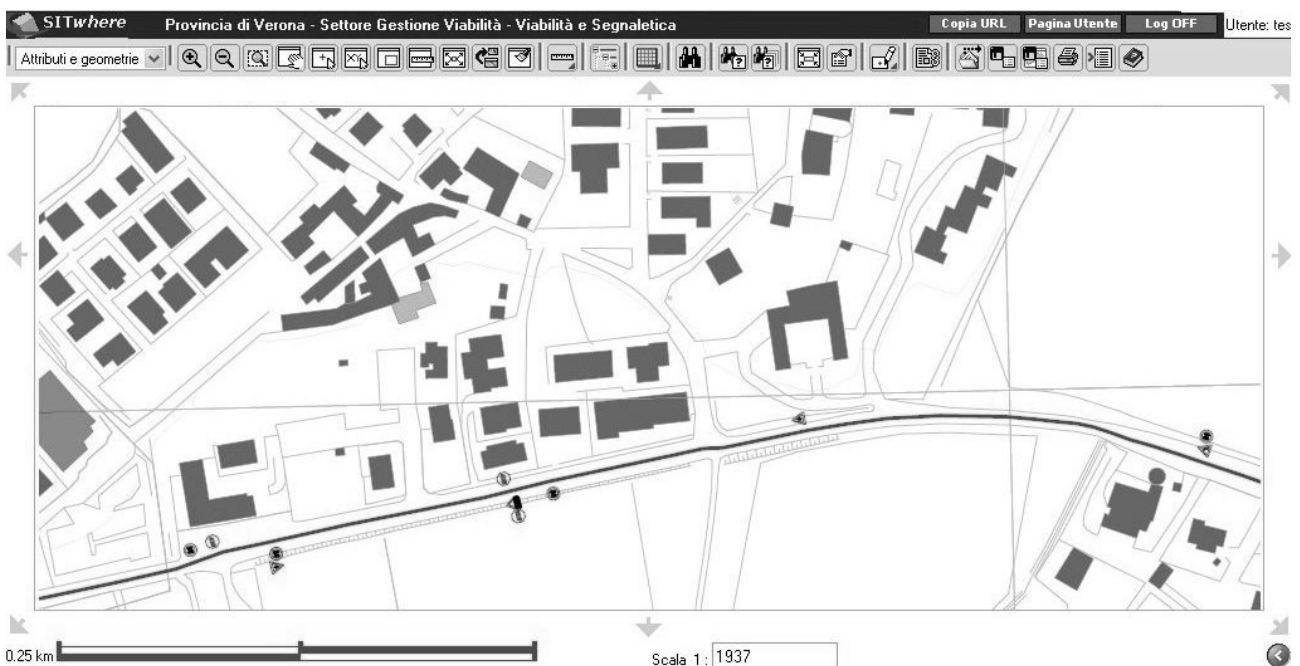 SITwhere Provincia di Verona - Settore Gestione Viabilità - Viabilità e Segnaletica Copia URL Pagina Utente Log OFF Utente: tes
Attributi e geometrie
0.25 km Scala 1: 1937